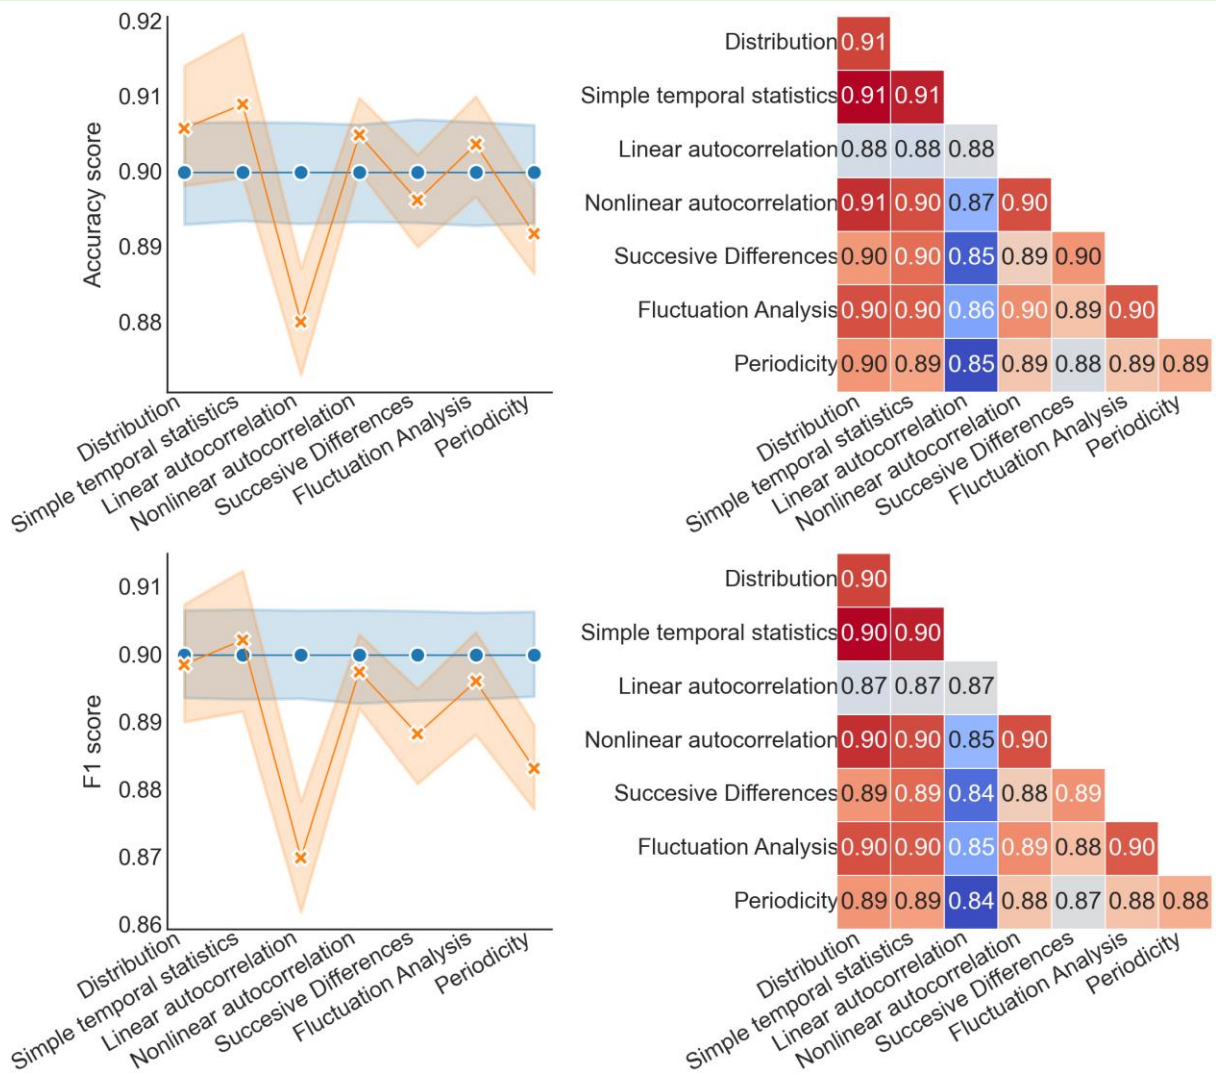 0.92
0.91
0.90
0.89
0.88
Accuracy score
Distribution
Simple temporal statistics
Linear autocorrelation
Nonlinear autocorrelation
Succesive Differences
Fluctuation Analysis
Periodicity
Distribution 0.91
Simple temporal statistics 0.91 0.91
Linear autocorrelation 0.88 0.88 0.88
Nonlinear autocorrelation 0.91 0.90 0.87 0.90
Succesive Differences 0.90 0.90 0.85 0.89 0.90
Fluctuation Analysis 0.90 0.90 0.86 0.90 0.89 0.90
Periodicity 0.90 0.89 0.85 0.89 0.88 0.89 0.89
Distribution
Simple temporal statistics
Linear autocorrelation
Nonlinear autocorrelation
Succesive Differences
Fluctuation Analysis
Periodicity
0.91
0.90
0.89
0.88
0.87
0.86
F1 score
Distribution
Simple temporal statistics
Linear autocorrelation
Nonlinear autocorrelation
Succesive Differences
Fluctuation Analysis
Periodicity
Distribution 0.90
Simple temporal statistics 0.90 0.90
Linear autocorrelation 0.87 0.87 0.87
Nonlinear autocorrelation 0.90 0.90 0.85 0.90
Succesive Differences 0.89 0.89 0.84 0.88 0.89
Fluctuation Analysis 0.90 0.90 0.85 0.89 0.88 0.90
Periodicity 0.89 0.89 0.84 0.88 0.87 0.88 0.88
Distribution
Simple temporal statistics
Linear autocorrelation
Nonlinear autocorrelation
Succesive Differences
Fluctuation Analysis
Periodicity